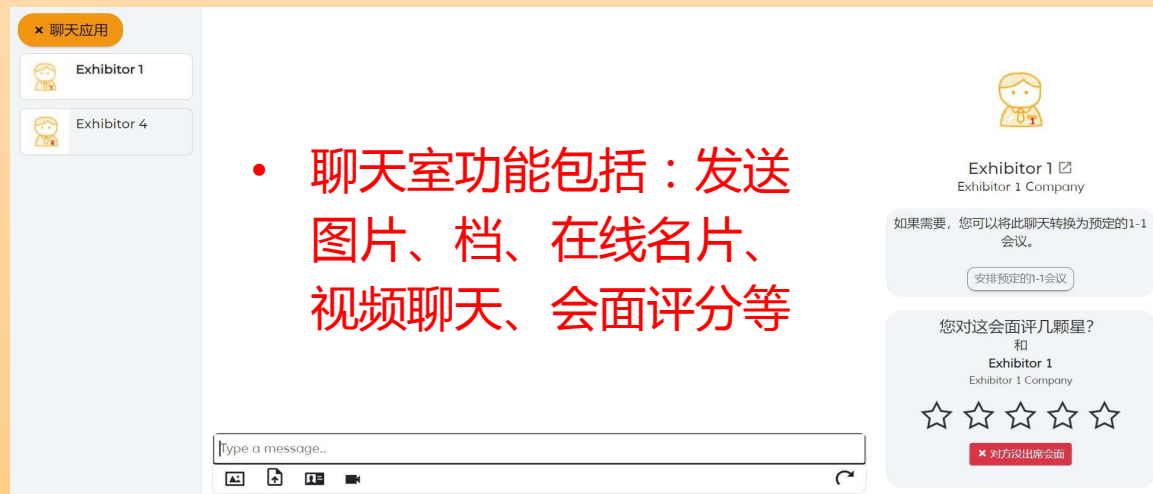 × 聊天应用
Exhibitor 1
Exhibitor 4
• 聊天室功能包括：发送
图片、档、在线名片、
视频聊天、会面评分等
Type a message..
Exhibitor 1
Exhibitor 1 Company
如果需要，您可以将此聊天转换为预定的1-1
会议。
安排预定的1-1会议
您对这会面评几颗星?
和
Exhibitor 1
Exhibitor 1 Company
× 对方没出席会面